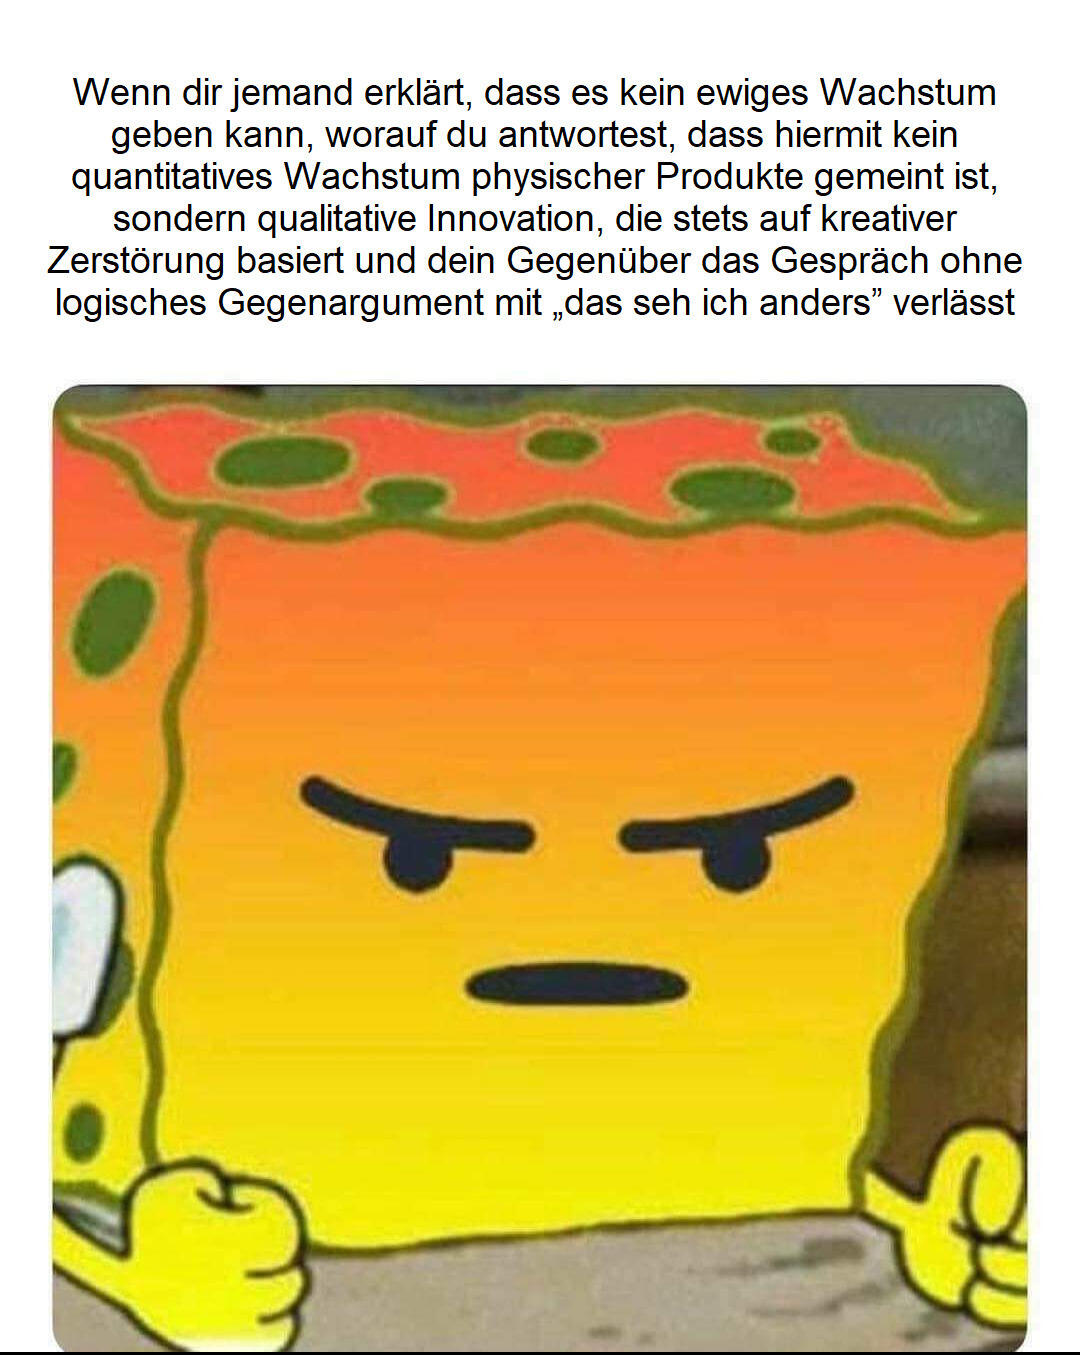 Wenn dir jemand erklärt, dass es kein ewiges Wachstum
geben kann, worauf du antwortest, dass hiermit kein
quantitatives Wachstum physischer Produkte gemeint ist,
sondern qualitative Innovation, die stets auf kreativer
Zerstörung basiert und dein Gegenüber das Gespräch ohne
logisches Gegenargument mit „das seh ich anders” verlässt